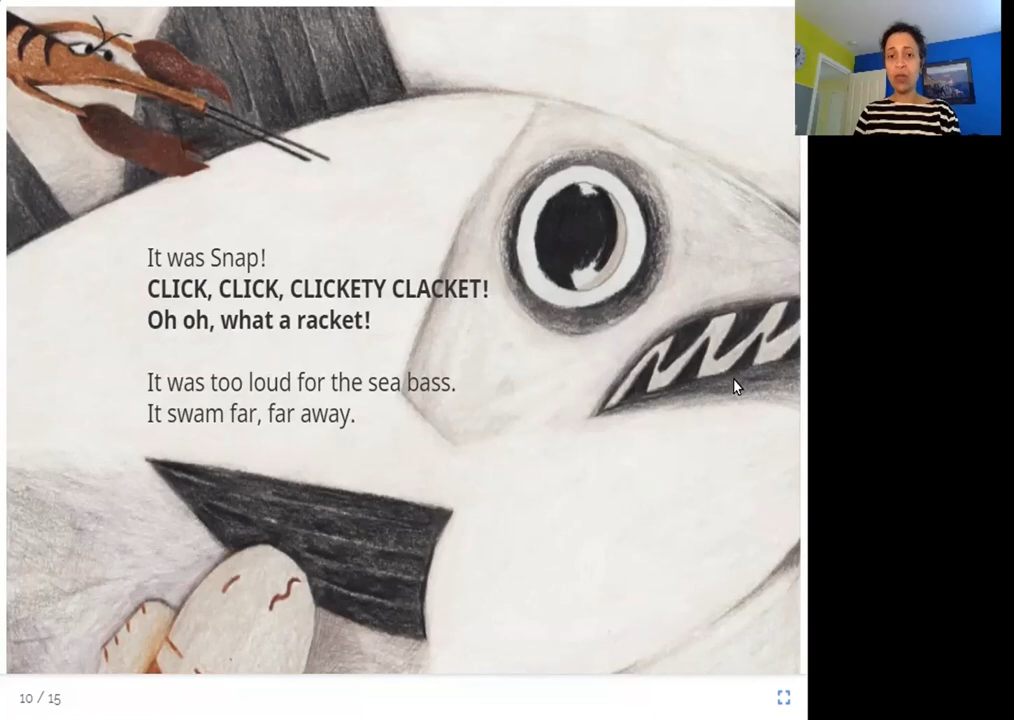 It was Snap!
CLICK, CLICK, CLICKETY CLACKET!
Oh oh, what a racket!
It was too loud for the sea bass.
It swam far, far away.
10 / 15